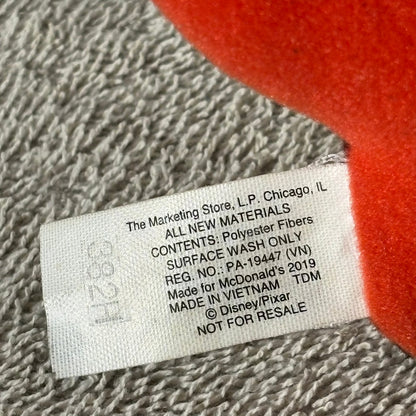 The Marketing Store, L.P. Chicago, IL
ALL NEW MATERIALS
CONTENTS: Polyester Fibers
SURFACE WASH ONLY
REG. NO.: PA-19447 (VN)
Made for McDonald's 2019
MADE IN VIETNAM TDM
© Disney/Pixar
NOT FOR RESALE